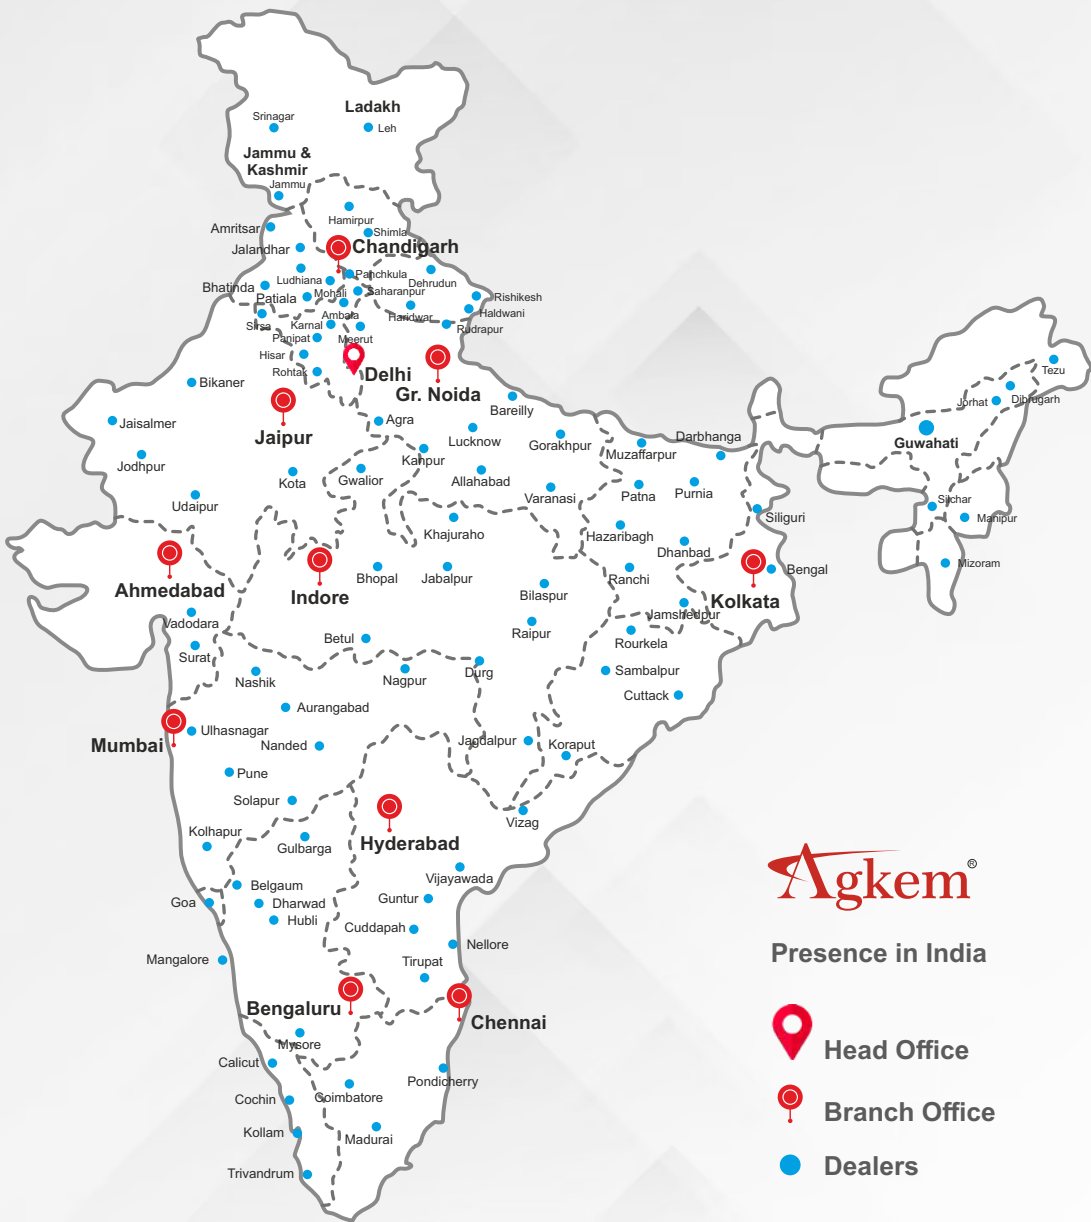 Ladakh
Srinagar
Leh
Jammu &
Kashmir
Jammu
Hamirpur
Amritsar
Shimla
Jalandhar
Chandigarh
Ludhiana
Panchkula
Dehrudun
Bhatinda
Patiala
Mohali
Saharanpur
Rishikesh
Haridwar
Haldwani
Sirsa
Karnal
Ambala
Rudrapur
Panipat
Meerut
Hisar
Rohtak
Delhi
Gr. Noida
Tezu
Bikaner
Jorhat
Dibrugarh
Bareilly
Jaisalmer
Jaipur
Agra
Lucknow
Gorakhpur
Darbhanga
Guwahati
Muzaffarpur
Jodhpur
Kanpur
Kota
Gwalior
Allahabad
Varanasi
Patna
Purnia
Udaipur
Silchar
Manipur
Siliguri
Khajuraho
Hazaribagh
Dhanbad
Mizoram
Bengal
Bhopal
Jabalpur
Ranchi
Ahmedabad
Indore
Bilaspur
Kolkata
Jamshedpur
Vadodara
Raipur
Betul
Rourkela
Surat
Nashik
Nagpur
Durg
Sambalpur
Cuttack
Aurangabad
Ulhasnagar
Mumbai
Nanded
Jagdalpur
Koraput
Pune
Solapur
Vizag
Kolhapur
Gulbarga
Hyderabad
Vijayawada
Belgaum
Goa
Dharwad
Guntur
Hubli
Cuddapah
Nellore
Mangalore
Tirupat
Bengaluru
Chennai
Mysore
Calicut
Pondicherry
Cochin
Coimbatore
Kollam
Madurai
Trivandrum
Agkem®
Presence in India
Head Office
Branch Office
Dealers